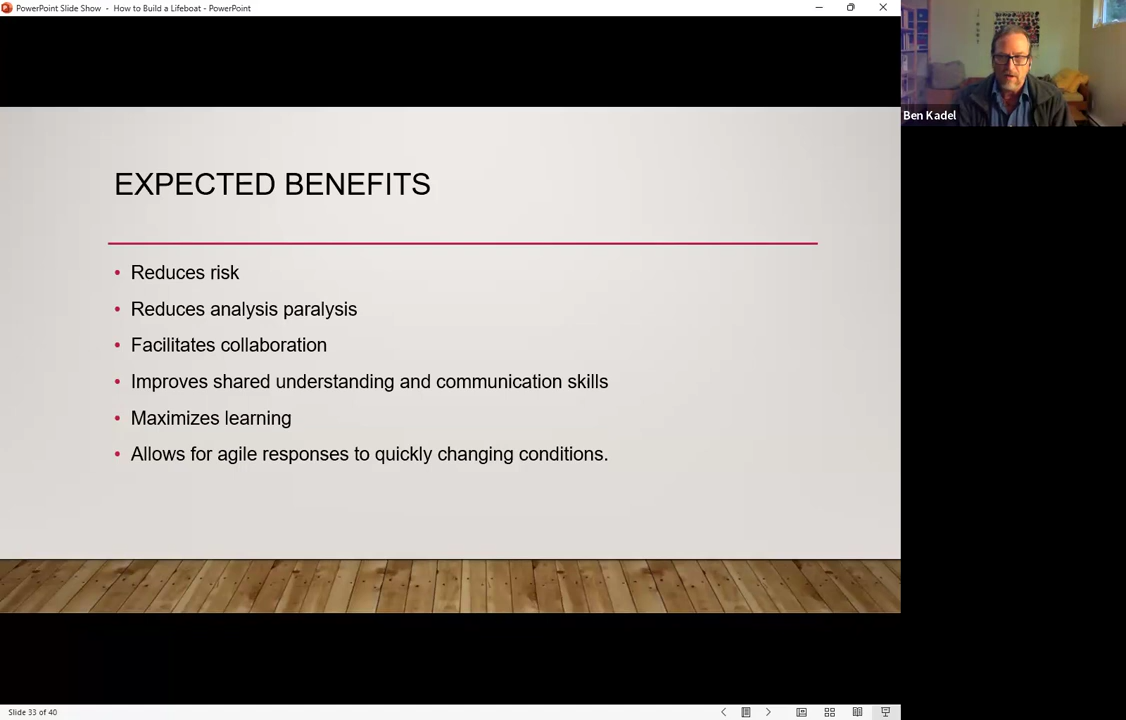 PowerPoint Slide Show - How to Build a Lifeboat - PowerPoint
Ben Kadel
EXPECTED BENEFITS
• Reduces risk
• Reduces analysis paralysis
• Facilitates collaboration
• Improves shared understanding and communication skills
• Maximizes learning
• Allows for agile responses to quickly changing conditions.
Slide 33 of 40